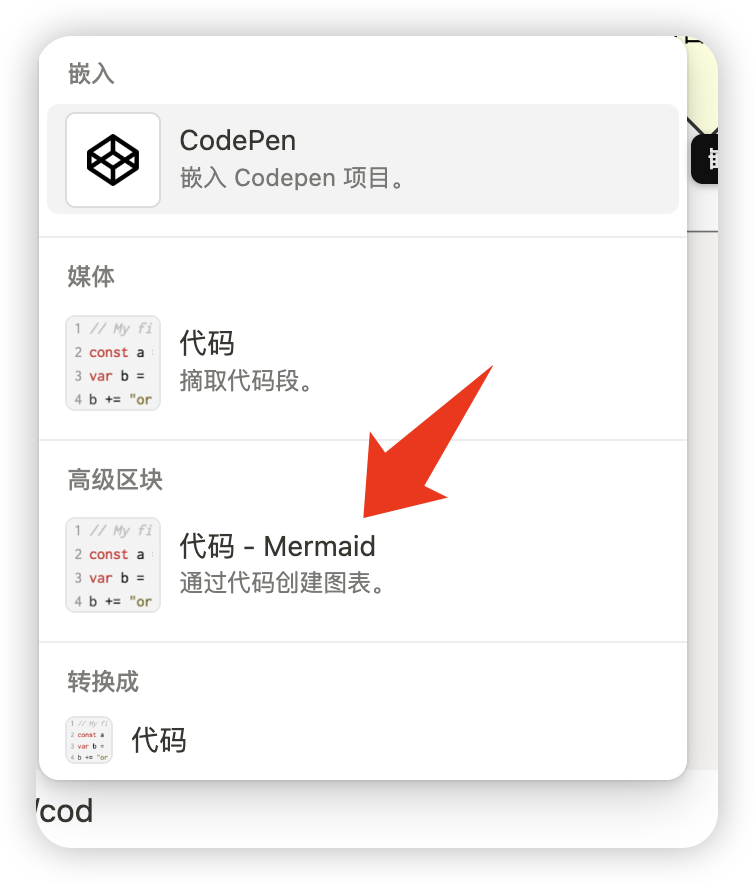 嵌入
CodePen
嵌入 Codepen 项目。
媒体
1 // My fi
2 const a
3 var b =
4 b += "or
代码
摘取代码段。
高级区块
1 // My fi
2 const a
3 var b =
4 b += "or
代码 - Mermaid
通过代码创建图表。
转换成
1 // My fi
2 const a
3 var b =
4 b += "or
代码
/cod